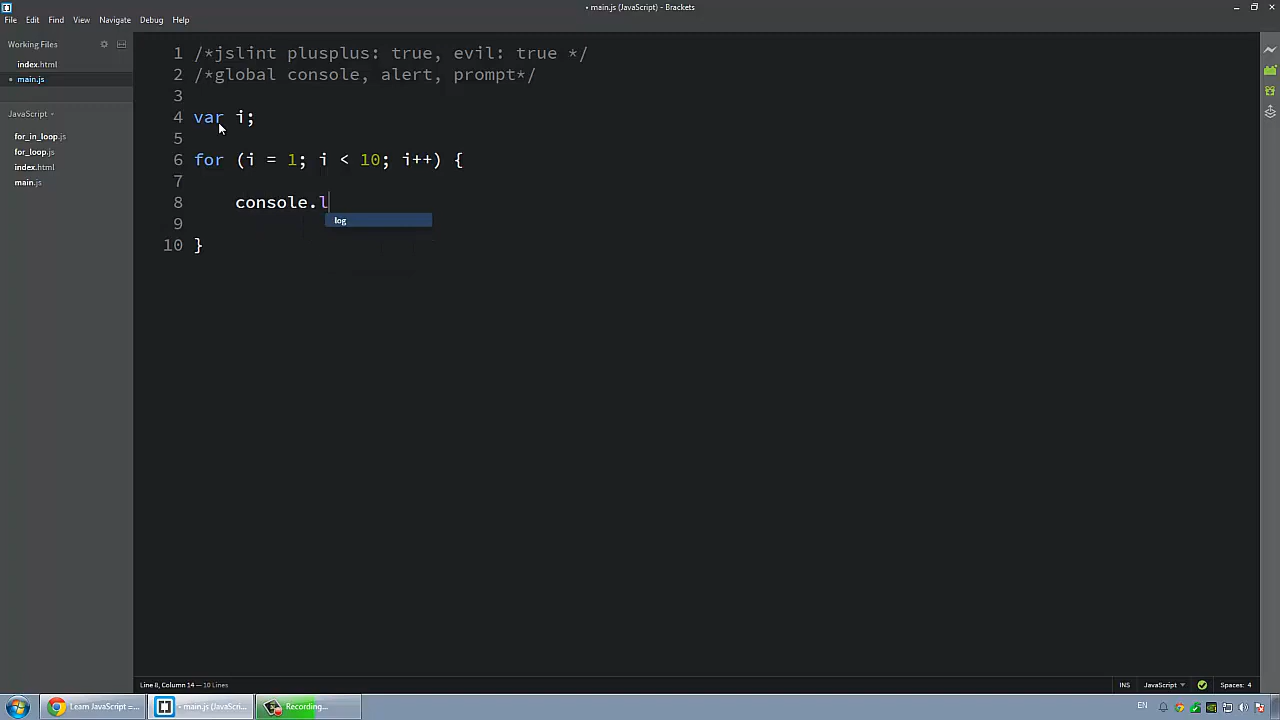 • main.js (JavaScript) - Brackets
File Edit Find View Navigate Debug Help
Working Files
index.html
• main.js
JavaScript
for_in_loop.js
for_loop.js
index.html
main.js
1 /*jslint plusplus: true, evil: true */
2 /*global console, alert, prompt*/
3
4 var i;
5
6 for (i = 1; i < 10; i++) {
7
8 console.l
log
9
10 }
Line 8, Column 14 — 10 Lines
INS JavaScript Spaces: 4
Learn JavaScript =...
• main.js (JavaScri...
Recording...
EN